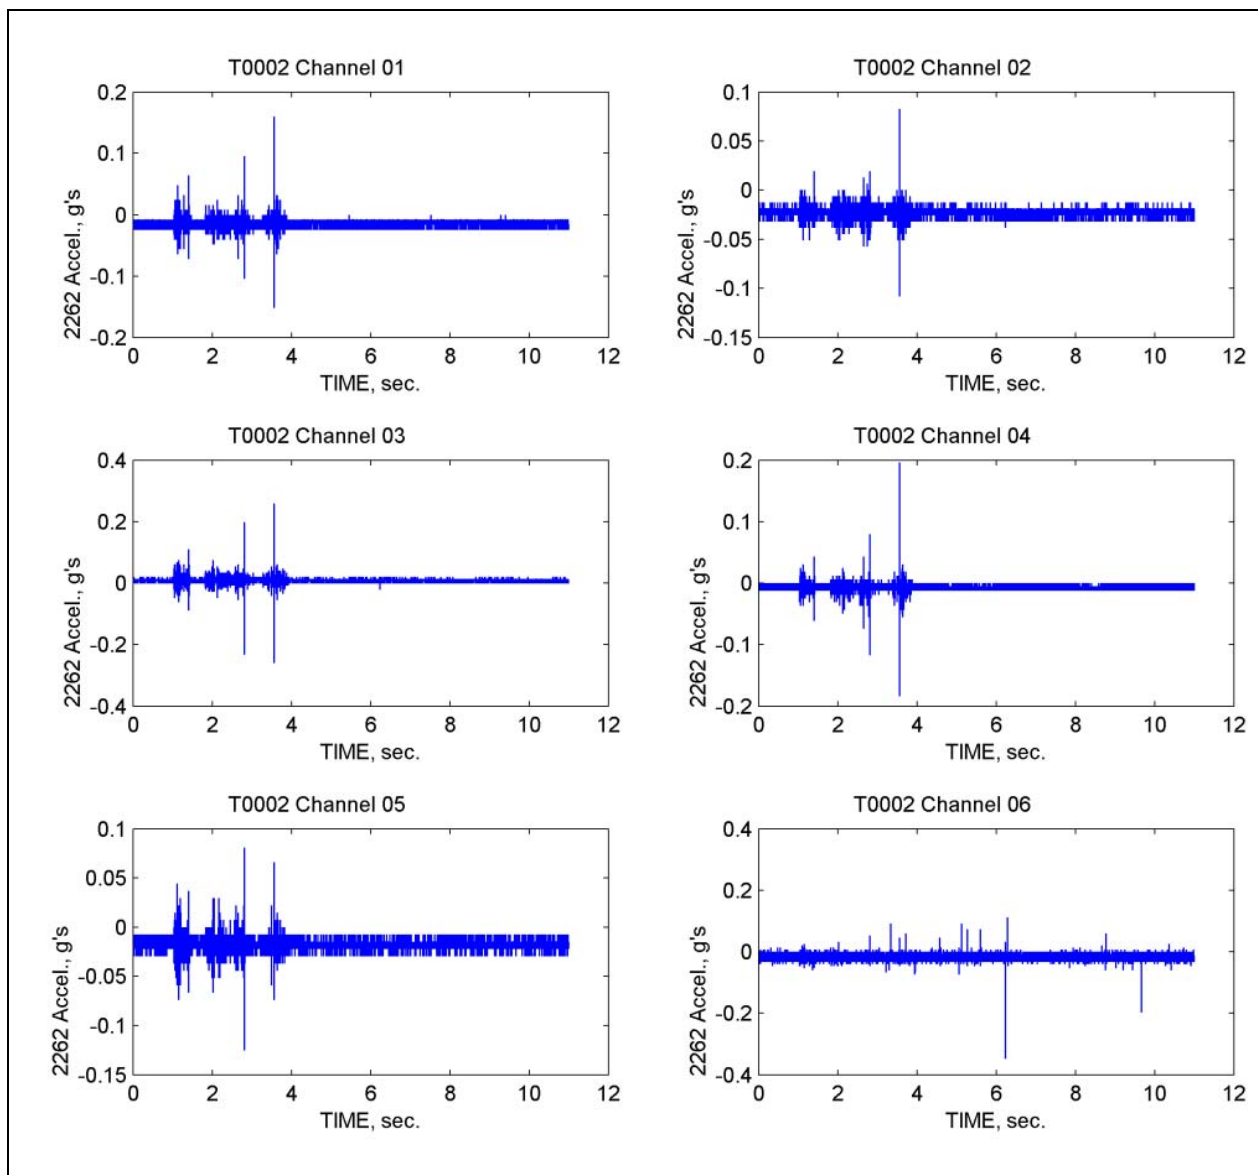 T0002 Channel 01
0.2
0.1
0
-0.1
-0.2
2262 Accel., g's
0 2 4 6 8 10 12
TIME, sec.
T0002 Channel 02
0.1
0.05
0
-0.05
-0.1
-0.15
2262 Accel., g's
0 2 4 6 8 10 12
TIME, sec.
T0002 Channel 03
0.4
0.2
0
-0.2
-0.4
2262 Accel., g's
0 2 4 6 8 10 12
TIME, sec.
T0002 Channel 04
0.2
0.1
0
-0.1
-0.2
2262 Accel., g's
0 2 4 6 8 10 12
TIME, sec.
T0002 Channel 05
0.1
0.05
0
-0.05
-0.1
-0.15
2262 Accel., g's
0 2 4 6 8 10 12
TIME, sec.
T0002 Channel 06
0.4
0.2
0
-0.2
-0.4
2262 Accel., g's
0 2 4 6 8 10 12
TIME, sec.